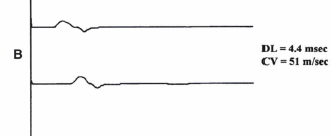 B
DL = 4.4 msec
CV = 51 m/sec